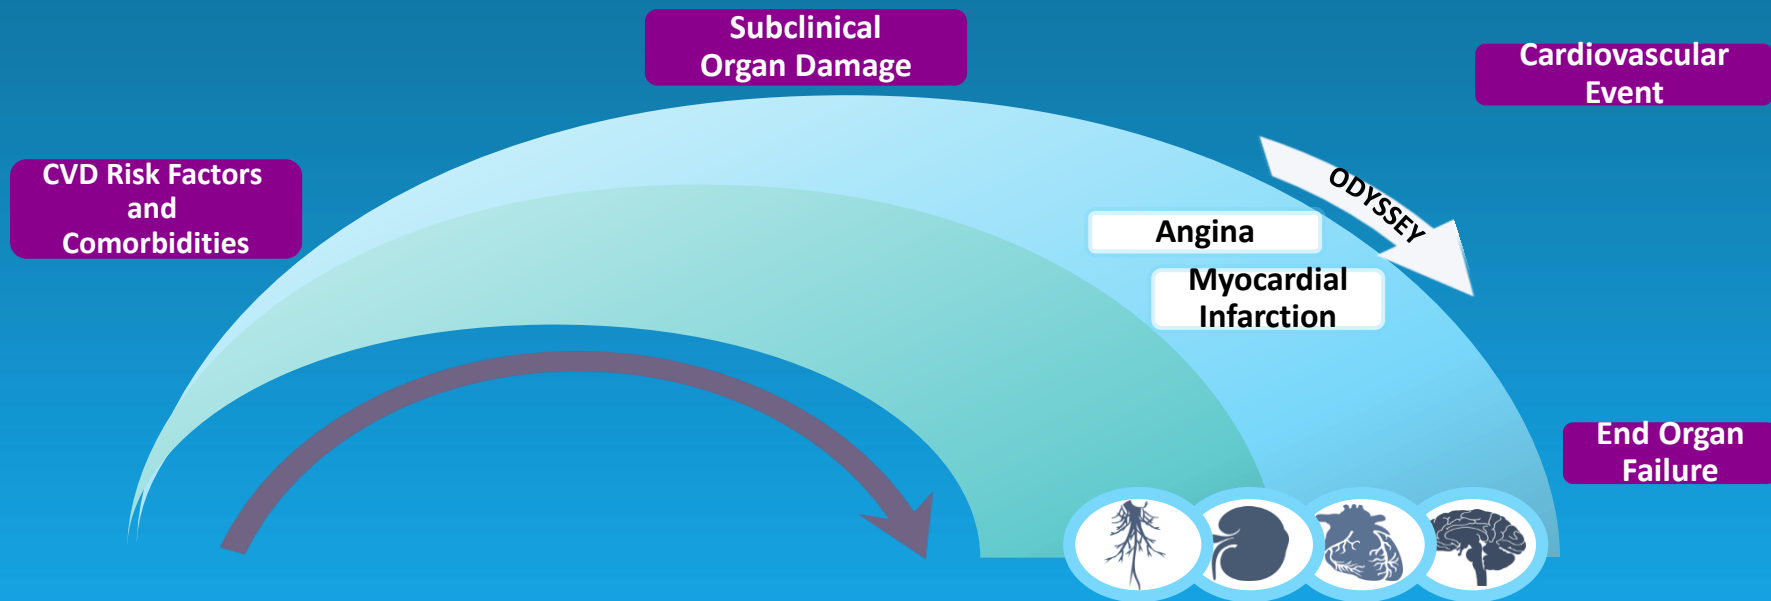 Subclinical
Organ Damage
Cardiovascular
Event
CVD Risk Factors
and
Comorbidities
ODYSSEY
Angina
Myocardial
Infarction
End Organ
Failure